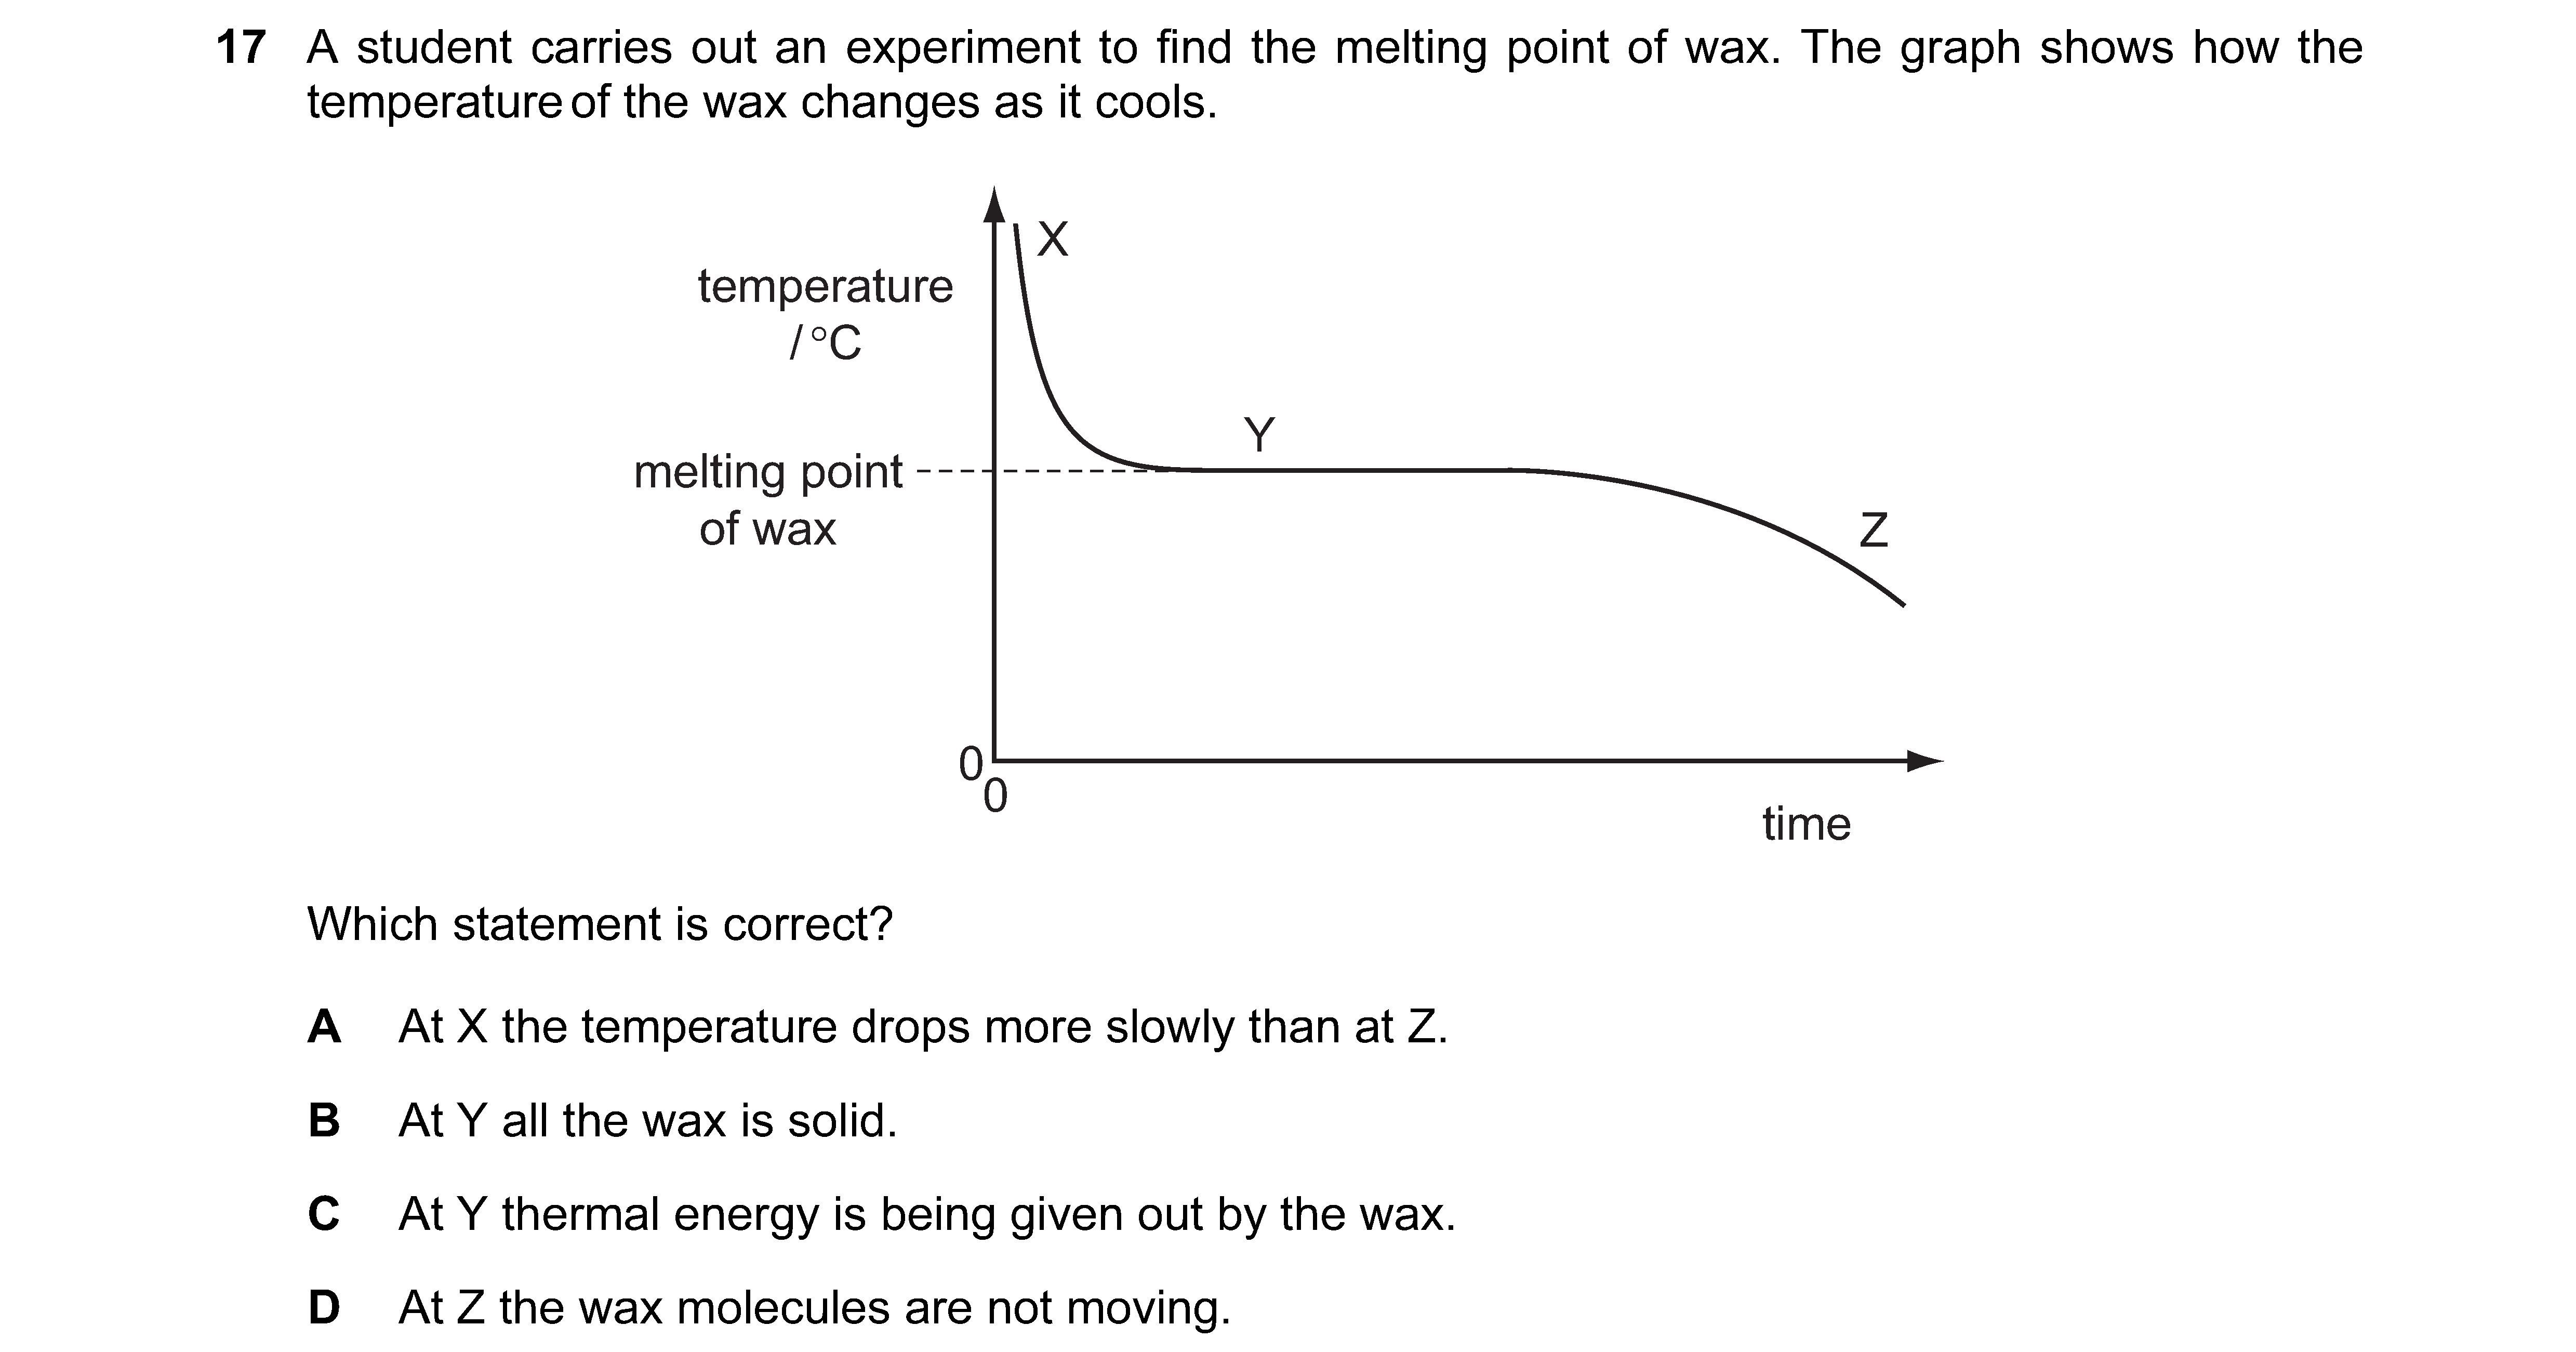 17 A student carries out an experiment to find the melting point of wax. The graph shows how the
temperature of the wax changes as it cools.
X
temperature
/ °C
Y
melting point
of wax
Z
0
0
time
Which statement is correct?
A At X the temperature drops more slowly than at Z.
B At Y all the wax is solid.
C At Y thermal energy is being given out by the wax.
D At Z the wax molecules are not moving.